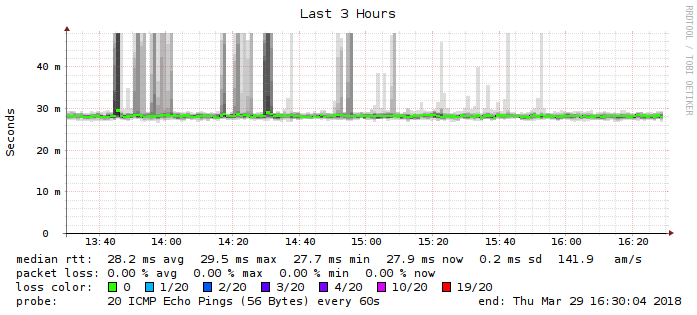 Last 3 Hours
RRDTOOL / TOBI OETIKER
Seconds
40 m
30 m
20 m
10 m
0
13:40 14:00 14:20 14:40 15:00 15:20 15:40 16:00 16:20
median rtt: 28.2 ms avg 29.5 ms max 27.7 ms min 27.9 ms now 0.2 ms sd 141.9 am/s
packet loss: 0.00 % avg 0.00 % max 0.00 % min 0.00 % now
loss color: 0 1/20 2/20 3/20 4/20 10/20 19/20
probe: 20 ICMP Echo Pings (56 Bytes) every 60s end: Thu Mar 29 16:30:04 2018